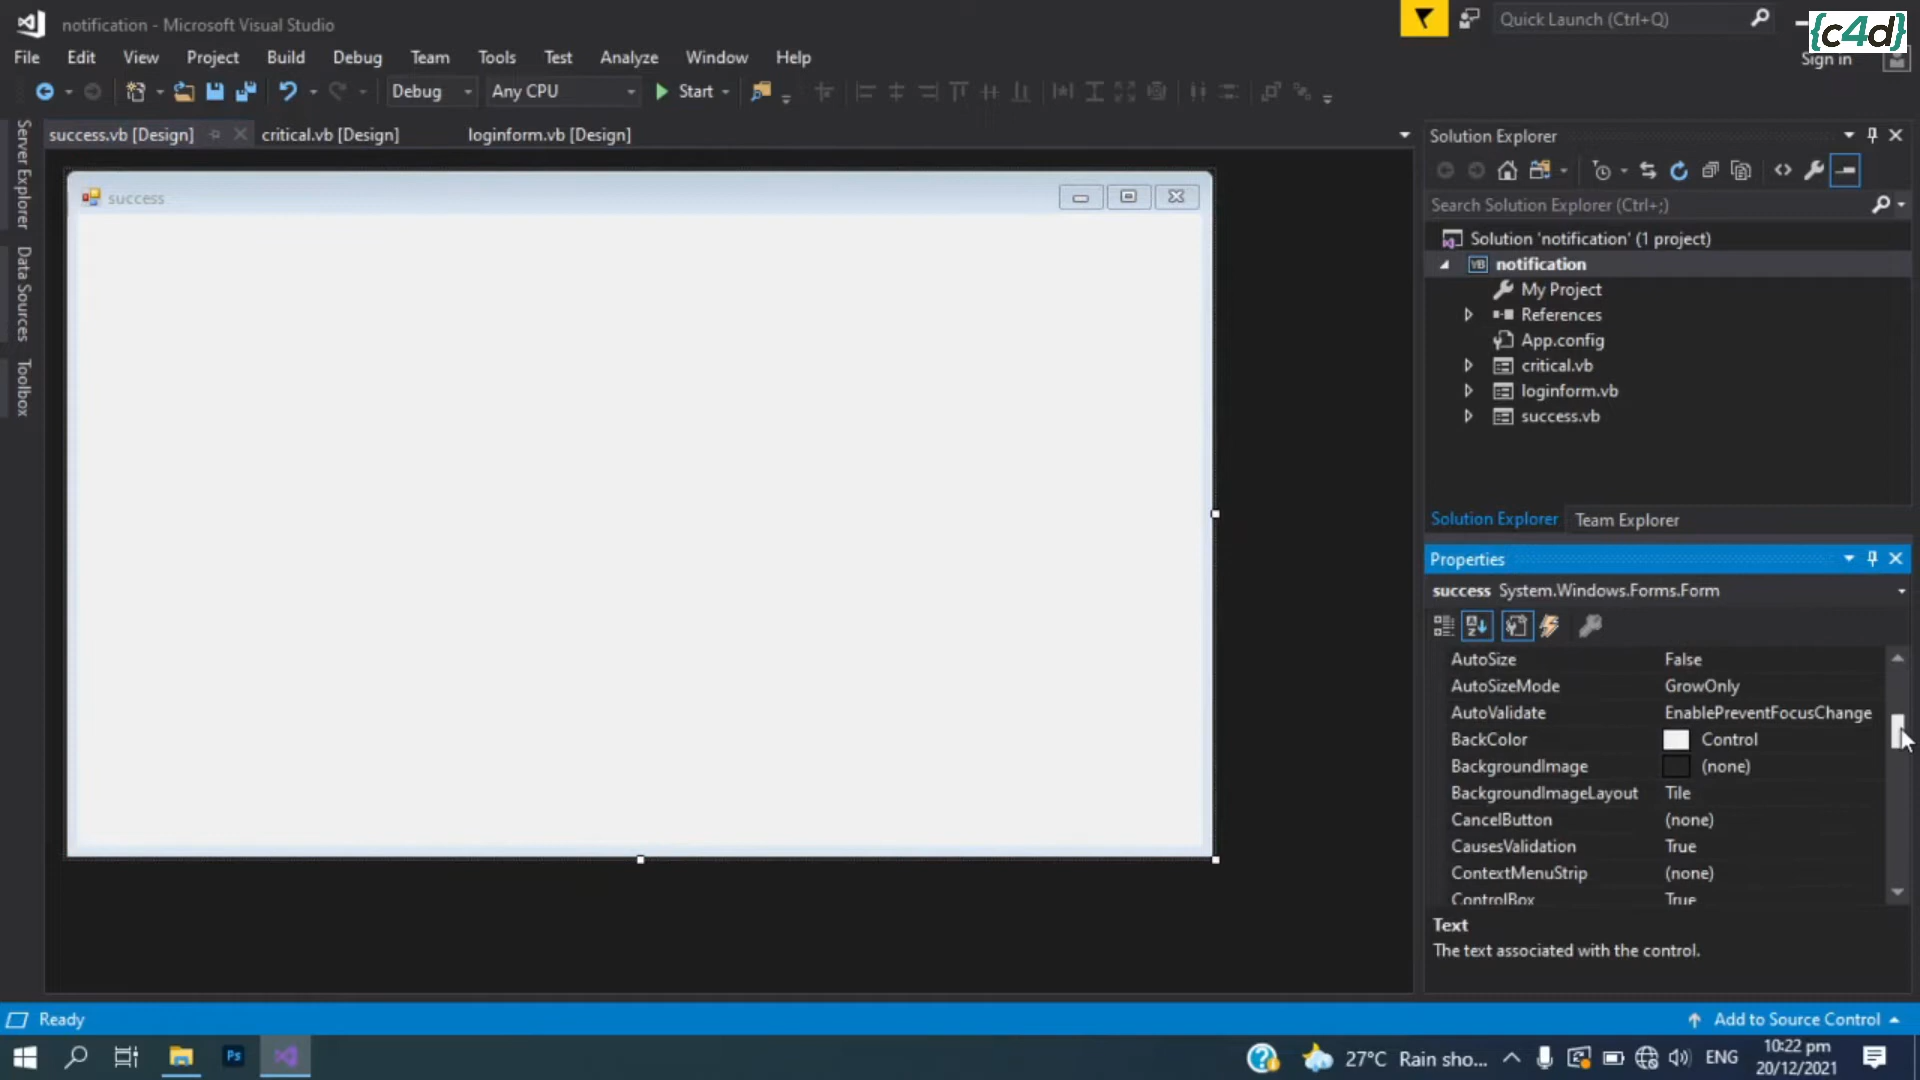 notification - Microsoft Visual Studio
Quick Launch (Ctrl+Q)
{c4d}
File Edit View Project Build Debug Team Tools Test Analyze Window Help
Sign in
Debug Any CPU Start
success.vb [Design] critical.vb [Design] loginform.vb [Design]
Server Explorer
Data Sources
Toolbox
success
Solution Explorer
Search Solution Explorer (Ctrl+;)
Solution 'notification' (1 project)
VB notification
My Project
References
App.config
critical.vb
loginform.vb
success.vb
Solution Explorer Team Explorer
Properties
success System.Windows.Forms.Form
AutoSize False
AutoSizeMode GrowOnly
AutoValidate EnablePreventFocusChange
BackColor Control
BackgroundImage (none)
BackgroundImageLayout Tile
CancelButton (none)
CausesValidation True
ContextMenuStrip (none)
ControlBox True
Text
The text associated with the control.
Ready
Add to Source Control
Ps
27°C Rain sho...
ENG
10:22 pm
20/12/2021